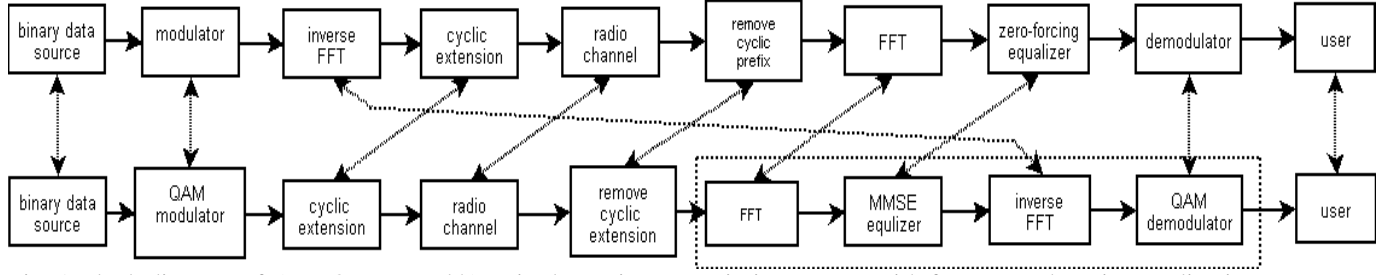 binary data
source
modulator
inverse
FFT
cyclic
extension
radio
channel
remove
cyclic
prefix
FFT
zero-forcing
equalizer
demodulator
user
binary data
source
QAM
modulator
cyclic
extension
radio
channel
remove
cyclic
extension
FFT
MMSE
equlizer
inverse
FFT
QAM
demodulator
user